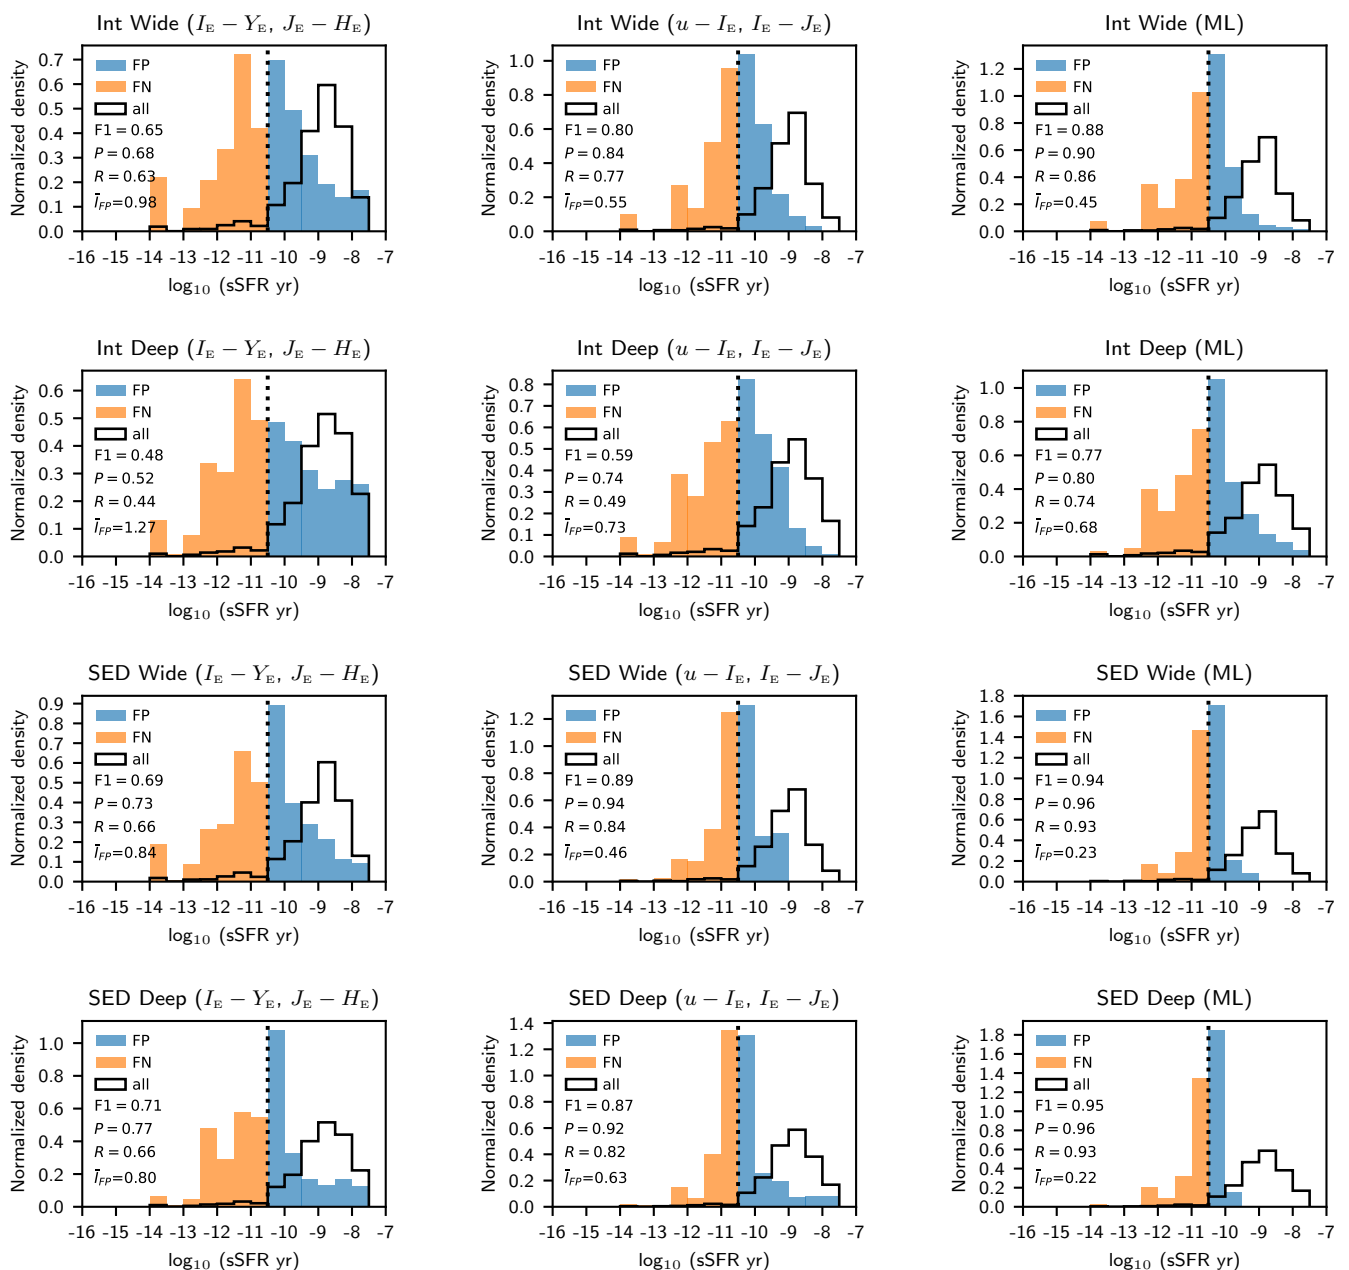 Int Wide (I_E − Y_E, J_E − H_E)
Normalized density
0.7
0.6
0.5
0.4
0.3
0.2
0.1
0.0
FP
FN
all
F1 = 0.65
P = 0.68
R = 0.63
l̄_FP=0.98
-16 -15 -14 -13 -12 -11 -10 -9 -8 -7
log₁₀ (sSFR yr)
Int Wide (u − I_E, I_E − J_E)
Normalized density
1.0
0.8
0.6
0.4
0.2
0.0
FP
FN
all
F1 = 0.80
P = 0.84
R = 0.77
l̄_FP=0.55
-16 -15 -14 -13 -12 -11 -10 -9 -8 -7
log₁₀ (sSFR yr)
Int Wide (ML)
Normalized density
1.2
1.0
0.8
0.6
0.4
0.2
0.0
FP
FN
all
F1 = 0.88
P = 0.90
R = 0.86
l̄_FP=0.45
-16 -15 -14 -13 -12 -11 -10 -9 -8 -7
log₁₀ (sSFR yr)
Int Deep (I_E − Y_E, J_E − H_E)
Normalized density
0.6
0.5
0.4
0.3
0.2
0.1
0.0
FP
FN
all
F1 = 0.48
P = 0.52
R = 0.44
l̄_FP=1.27
-16 -15 -14 -13 -12 -11 -10 -9 -8 -7
log₁₀ (sSFR yr)
Int Deep (u − I_E, I_E − J_E)
Normalized density
0.8
0.7
0.6
0.5
0.4
0.3
0.2
0.1
0.0
FP
FN
all
F1 = 0.59
P = 0.74
R = 0.49
l̄_FP=0.73
-16 -15 -14 -13 -12 -11 -10 -9 -8 -7
log₁₀ (sSFR yr)
Int Deep (ML)
Normalized density
1.0
0.8
0.6
0.4
0.2
0.0
FP
FN
all
F1 = 0.77
P = 0.80
R = 0.74
l̄_FP=0.68
-16 -15 -14 -13 -12 -11 -10 -9 -8 -7
log₁₀ (sSFR yr)
SED Wide (I_E − Y_E, J_E − H_E)
Normalized density
0.9
0.8
0.7
0.6
0.5
0.4
0.3
0.2
0.1
0.0
FP
FN
all
F1 = 0.69
P = 0.73
R = 0.66
l̄_FP=0.84
-16 -15 -14 -13 -12 -11 -10 -9 -8 -7
log₁₀ (sSFR yr)
SED Wide (u − I_E, I_E − J_E)
Normalized density
1.2
1.0
0.8
0.6
0.4
0.2
0.0
FP
FN
all
F1 = 0.89
P = 0.94
R = 0.84
l̄_FP=0.46
-16 -15 -14 -13 -12 -11 -10 -9 -8 -7
log₁₀ (sSFR yr)
SED Wide (ML)
Normalized density
1.8
1.6
1.4
1.2
1.0
0.8
0.6
0.4
0.2
0.0
FP
FN
all
F1 = 0.94
P = 0.96
R = 0.93
l̄_FP=0.23
-16 -15 -14 -13 -12 -11 -10 -9 -8 -7
log₁₀ (sSFR yr)
SED Deep (I_E − Y_E, J_E − H_E)
Normalized density
1.0
0.8
0.6
0.4
0.2
0.0
FP
FN
all
F1 = 0.71
P = 0.77
R = 0.66
l̄_FP=0.80
-16 -15 -14 -13 -12 -11 -10 -9 -8 -7
log₁₀ (sSFR yr)
SED Deep (u − I_E, I_E − J_E)
Normalized density
1.4
1.2
1.0
0.8
0.6
0.4
0.2
0.0
FP
FN
all
F1 = 0.87
P = 0.92
R = 0.82
l̄_FP=0.63
-16 -15 -14 -13 -12 -11 -10 -9 -8 -7
log₁₀ (sSFR yr)
SED Deep (ML)
Normalized density
1.8
1.6
1.4
1.2
1.0
0.8
0.6
0.4
0.2
0.0
FP
FN
all
F1 = 0.95
P = 0.96
R = 0.93
l̄_FP=0.22
-16 -15 -14 -13 -12 -11 -10 -9 -8 -7
log₁₀ (sSFR yr)